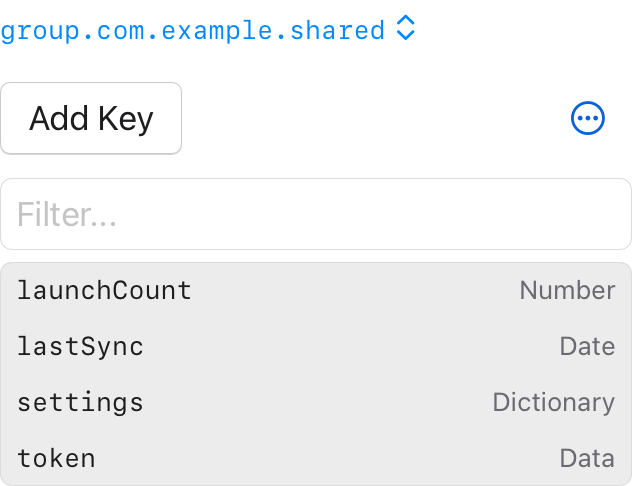 group.com.example.shared
Add Key
Filter...
launchCount Number
lastSync Date
settings Dictionary
token Data